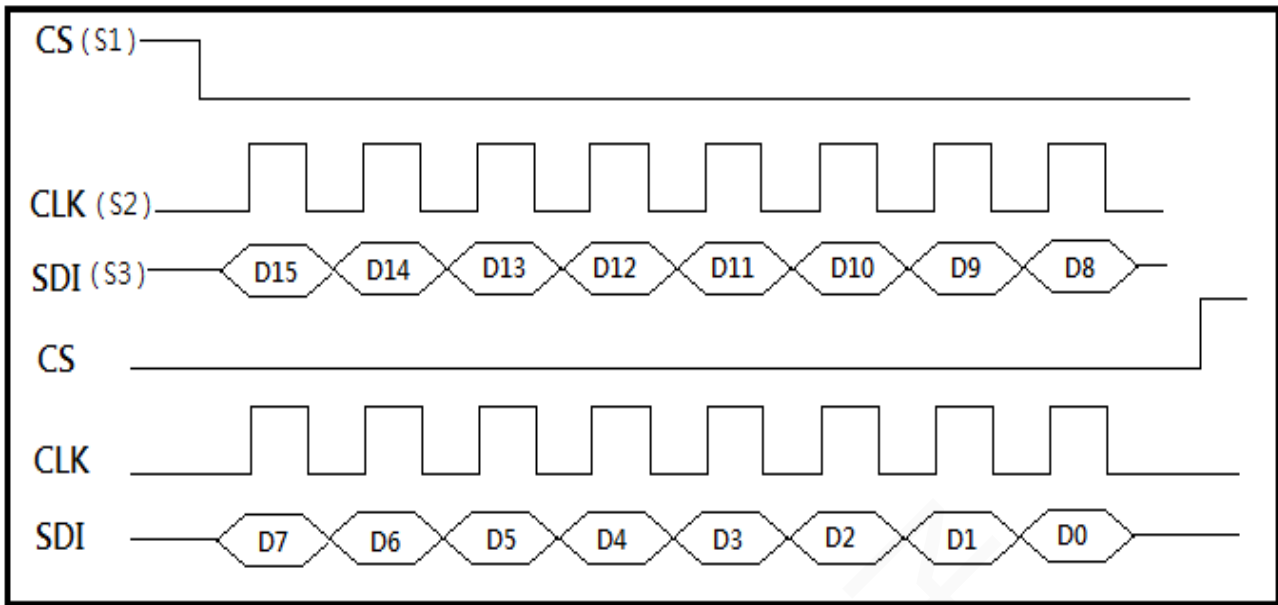 CS (S1)
CLK (S2)
SDI (S3) D15 D14 D13 D12 D11 D10 D9 D8
CS
CLK
SDI D7 D6 D5 D4 D3 D2 D1 D0